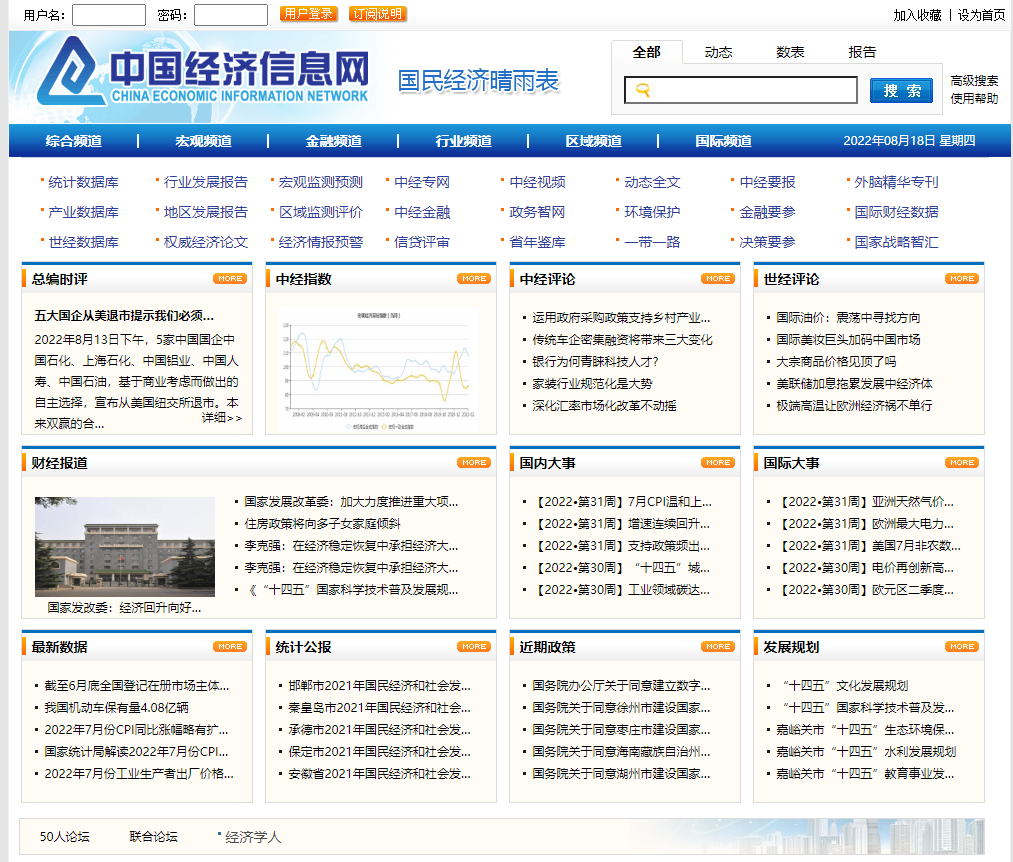 用户名： 密码： 用户登录 订阅说明 加入收藏 | 设为首页
中国经济信息网
CHINA ECONOMIC INFORMATION NETWORK
国民经济晴雨表
全部 动态 数表 报告
搜 索
高级搜索
使用帮助
综合频道 宏观频道 金融频道 行业频道 区域频道 国际频道 2022年08月18日 星期四
统计数据库 行业发展报告 宏观监测预测 中经专网 中经视频 动态全文 中经要报 外脑精华专刊
产业数据库 地区发展报告 区域监测评价 中经金融 政务智网 环境保护 金融要参 国际财经数据
世经数据库 权威经济论文 经济情报预警 信贷评审 省年鉴库 一带一路 决策要参 国家战略智汇
总编时评 MORE
五大国企从美退市提示我们必须...
2022年8月13日下午，5家中国国企中
国石化、上海石化、中国铝业、中国人
寿、中国石油，基于商业考虑而做出的
自主选择，宣布从美国纽交所退市。本
来双赢的合...
详细>>
中经指数 MORE
中经评论 MORE
运用政府采购政策支持乡村产业...
传统车企密集融资将带来三大变化
银行为何青睐科技人才?
家装行业规范化是大势
深化汇率市场化改革不动摇
世经评论 MORE
国际油价：震荡中寻找方向
国际美妆巨头加码中国市场
大宗商品价格见顶了吗
美联储加息拖累发展中经济体
极端高温让欧洲经济祸不单行
财经报道 MORE
国家发改委：经济回升向好...
国家发展改革委：加大力度推进重大项...
住房政策将向多子女家庭倾斜
李克强：在经济稳定恢复中承担经济大...
李克强：在经济稳定恢复中承担经济大...
《“十四五”国家科学技术普及发展规...
国内大事 MORE
【2022•第31周】7月CPI温和上...
【2022•第31周】增速连续回升...
【2022•第31周】支持政策频出...
【2022•第30周】“十四五”城...
【2022•第30周】工业领域碳达...
国际大事 MORE
【2022•第31周】亚洲天然气价...
【2022•第31周】欧洲最大电力...
【2022•第31周】美国7月非农数...
【2022•第30周】电价再创新高...
【2022•第30周】欧元区二季度...
最新数据 MORE
截至6月底全国登记在册市场主体...
我国机动车保有量4.08亿辆
2022年7月份CPI同比涨幅略有扩...
国家统计局解读2022年7月份CPI...
2022年7月份工业生产者出厂价格...
统计公报 MORE
邯郸市2021年国民经济和社会发...
秦皇岛市2021年国民经济和社会...
承德市2021年国民经济和社会发...
保定市2021年国民经济和社会发...
安徽省2021年国民经济和社会发...
近期政策 MORE
国务院办公厅关于同意建立数字...
国务院关于同意徐州市建设国家...
国务院关于同意枣庄市建设国家...
国务院关于同意海南藏族自治州...
国务院关于同意湖州市建设国家...
发展规划 MORE
“十四五”文化发展规划
“十四五”国家科学技术普及发...
嘉峪关市“十四五”生态环境保...
嘉峪关市“十四五”水利发展规划
嘉峪关市“十四五”教育事业发...
50人论坛 联合论坛 经济学人